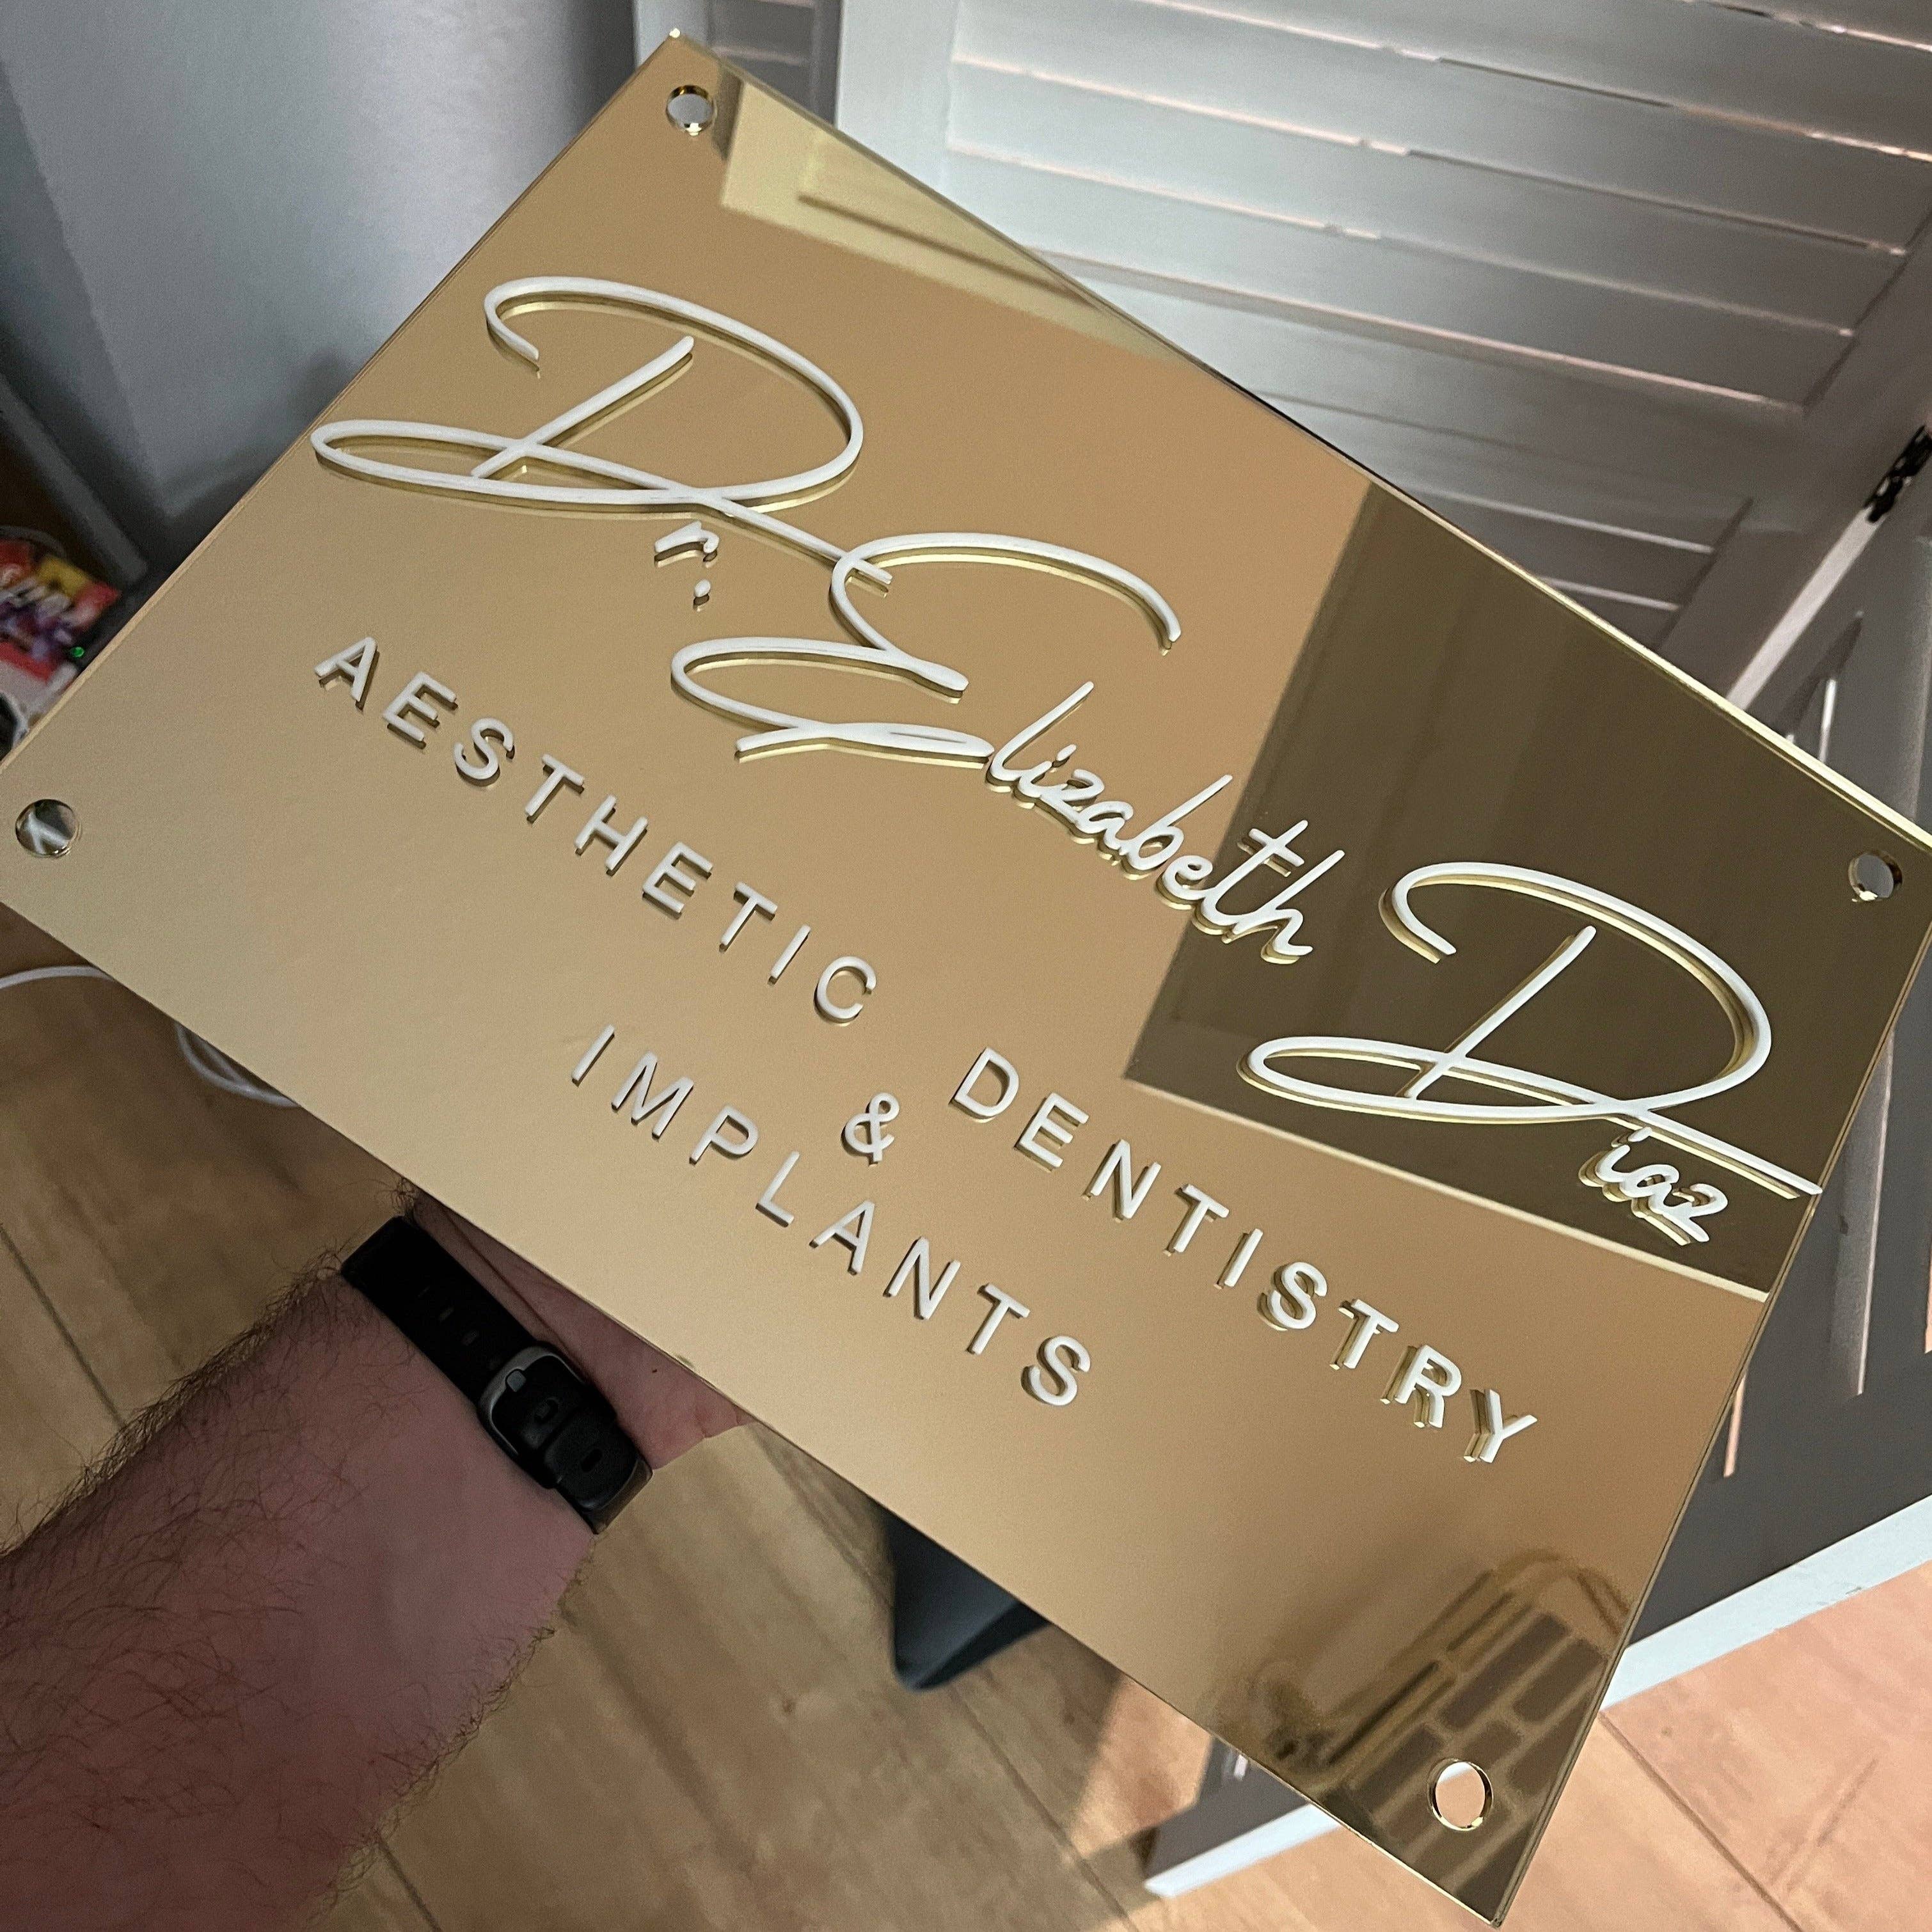 Dr. Elizabeth Diaz
AESTHETIC DENTISTRY
&
IMPLANTS